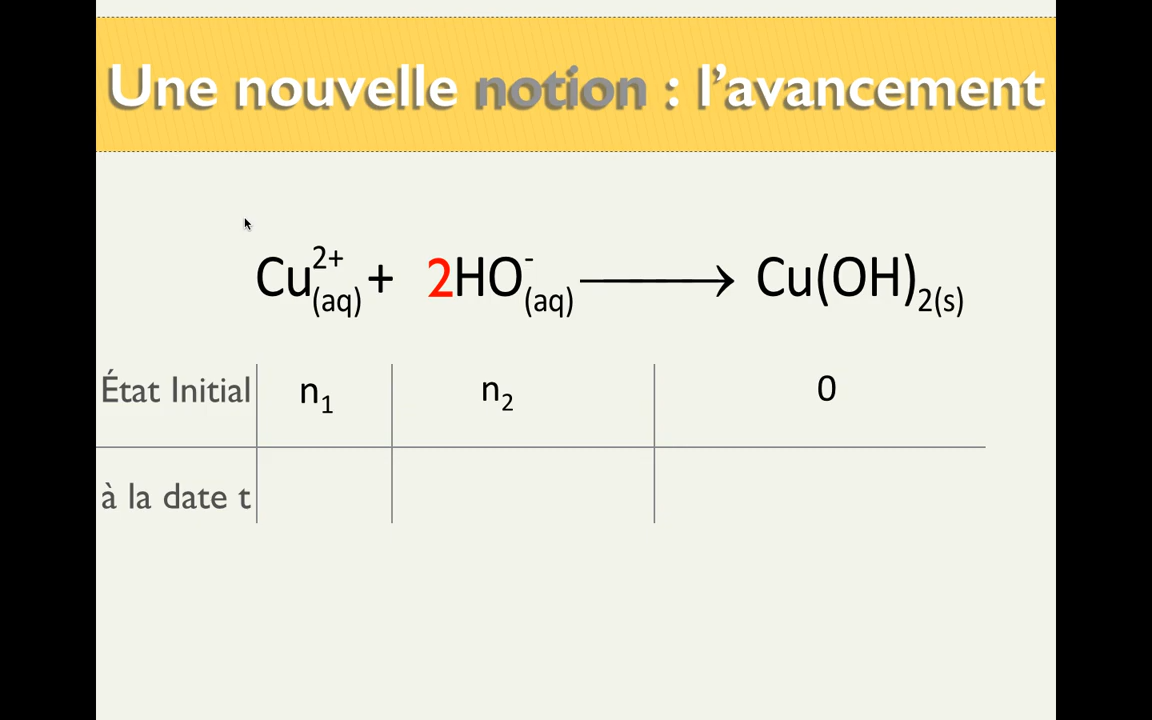 Une nouvelle notion : l’avancement
Cu2+(aq) + 2HO-(aq) ⟶ Cu(OH)2(s)
État Initial n1 n2 0
à la date t